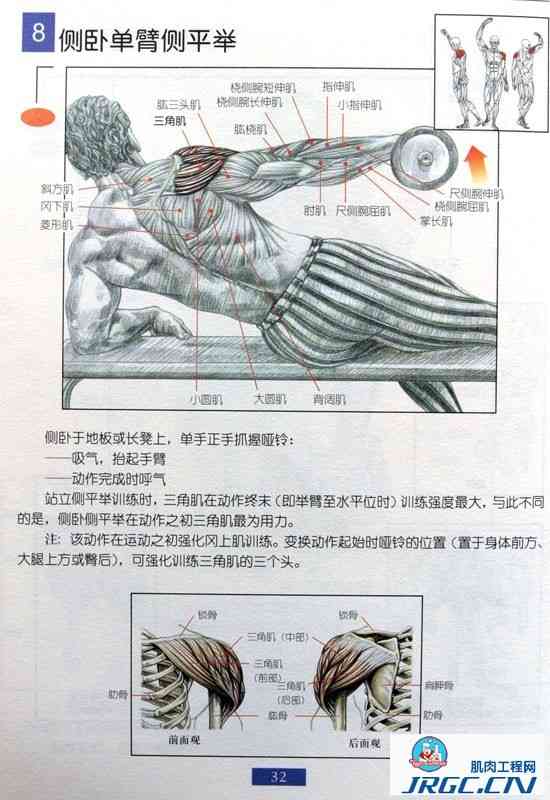 8 侧卧单臂侧平举
桡侧腕短伸肌 指伸肌
肱三头肌 桡侧腕长伸肌 小指伸肌
三角肌 肱桡肌
斜方肌
冈下肌
菱形肌
肘肌 尺侧腕屈肌
尺侧腕伸肌
桡侧腕屈肌
掌长肌
小圆肌 大圆肌 背阔肌
侧卧于地板或长凳上，单手正手抓握哑铃：
——吸气，抬起手臂
——动作完成时呼气
站立侧平举训练时，三角肌在动作终末（即举臂至水平位时）训练强度最大，与此不同
的是，侧卧侧平举在动作之初三角肌最为用力。
注：该动作在运动之初强化冈上肌训练。变换动作起始时哑铃的位置（置于身体前方、
大腿上方或臀后），可强化训练三角肌的三个头。
锁骨 锁骨
三角肌（中部）
三角肌
（前部）
三角肌
（后部）
肩胛骨
肋骨
肱骨
肋骨
前面观 后面观
32
肌肉工程网
JRGC.CN